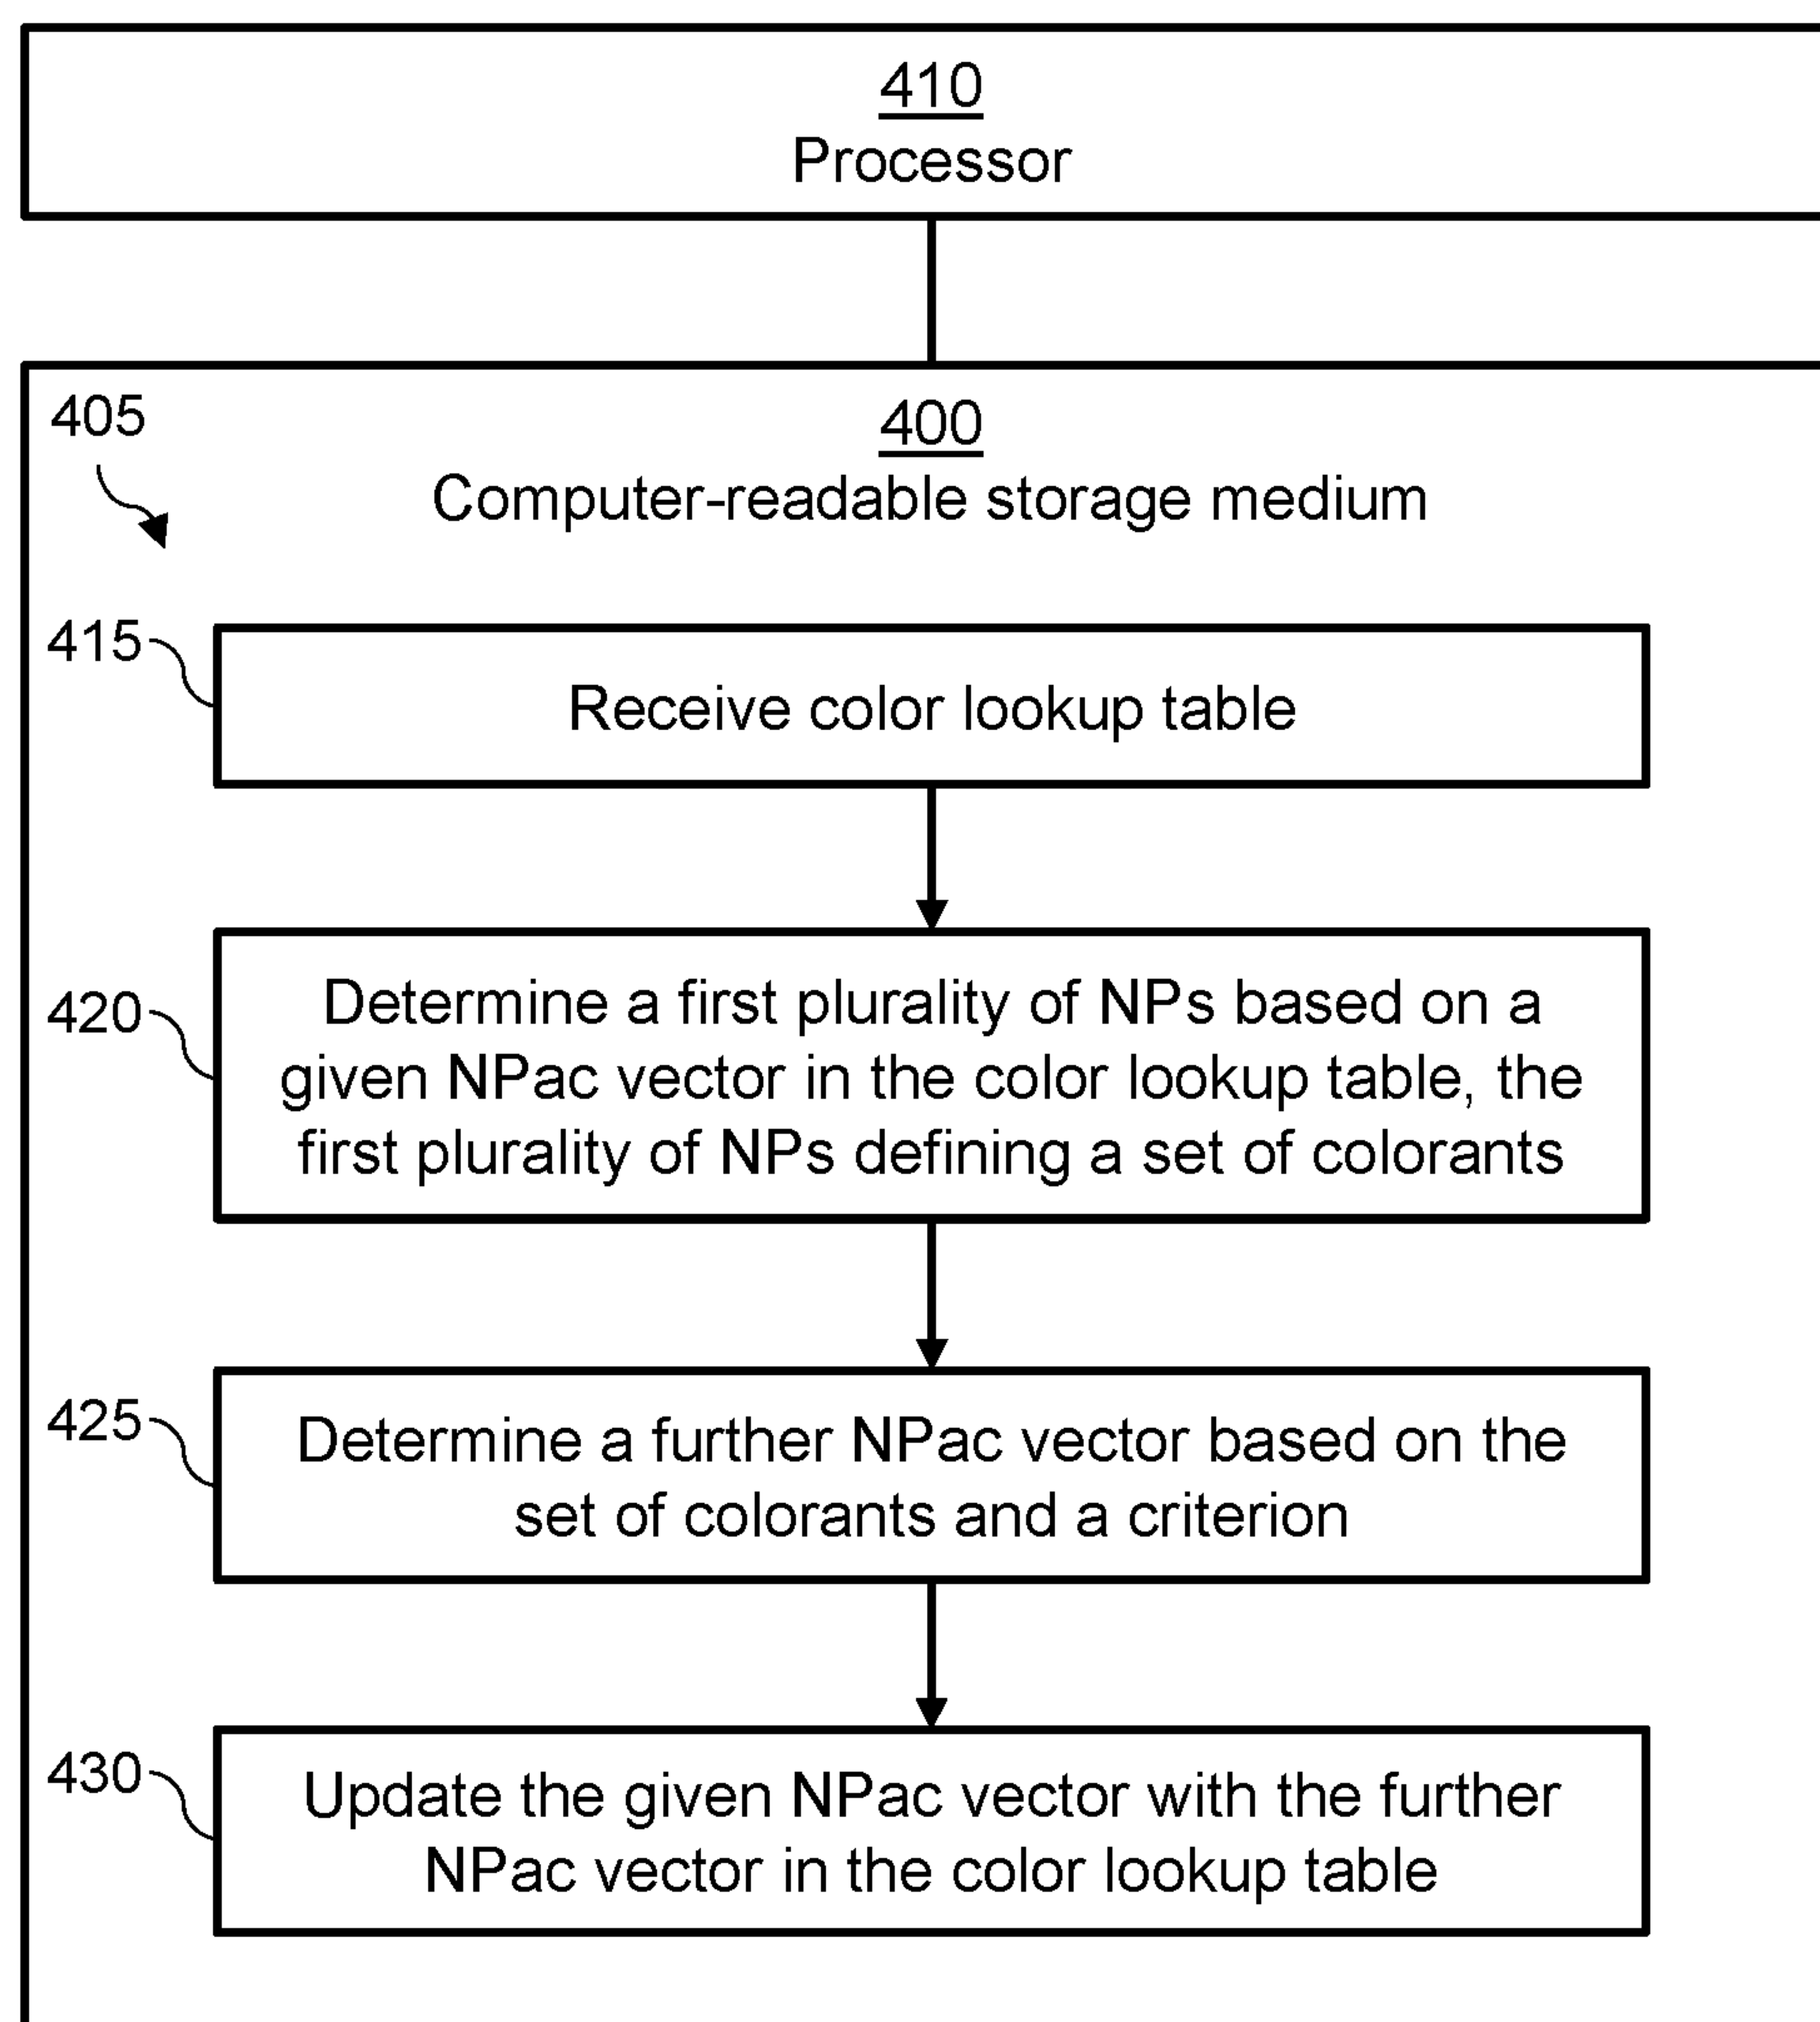 410
Processor
405
400
Computer-readable storage medium
415
Receive color lookup table
420
Determine a first plurality of NPs based on a
given NPac vector in the color lookup table, the
first plurality of NPs defining a set of colorants
425
Determine a further NPac vector based on the
set of colorants and a criterion
430
Update the given NPac vector with the further
NPac vector in the color lookup table